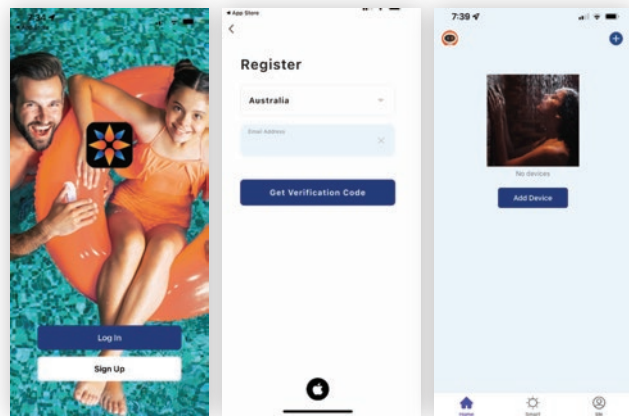 Log In
Sign Up
App Store
Register
Australia
Email Address
Get Verification Code
7:39
No devices
Add Device
Home
Smart
Me